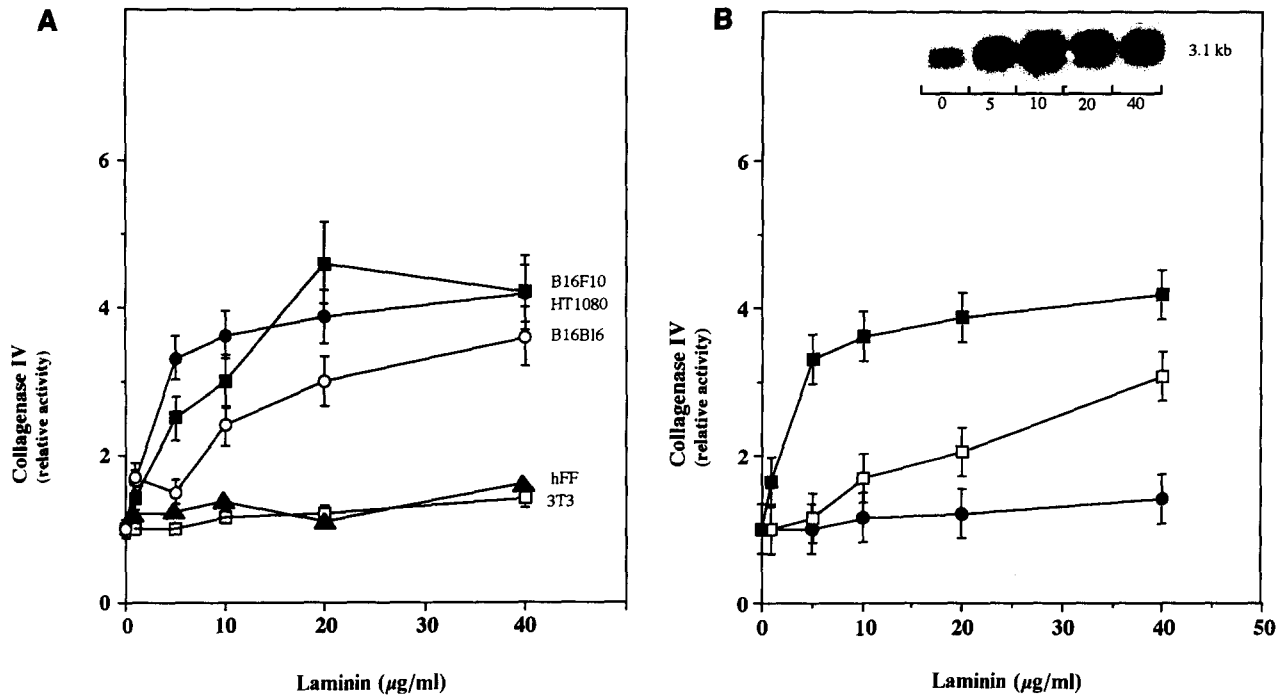 A
Collagenase IV
(relative activity)
6
4
2
0
B16F10
HT1080
B16Bl6
hFF
3T3
0
10
20
30
40
Laminin (µg/ml)
B
3.1 kb
0
5
10
20
40
Collagenase IV
(relative activity)
6
4
2
0
0
10
20
30
40
50
Laminin (µg/ml)